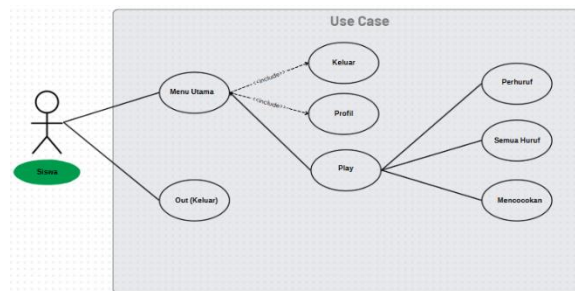 Use Case
Keluar
<<include>>
Menu Utama
<<include>>
Profil
Perhuruf
Semua Huruf
Play
Siswa
Mencocokan
Out (Keluar)